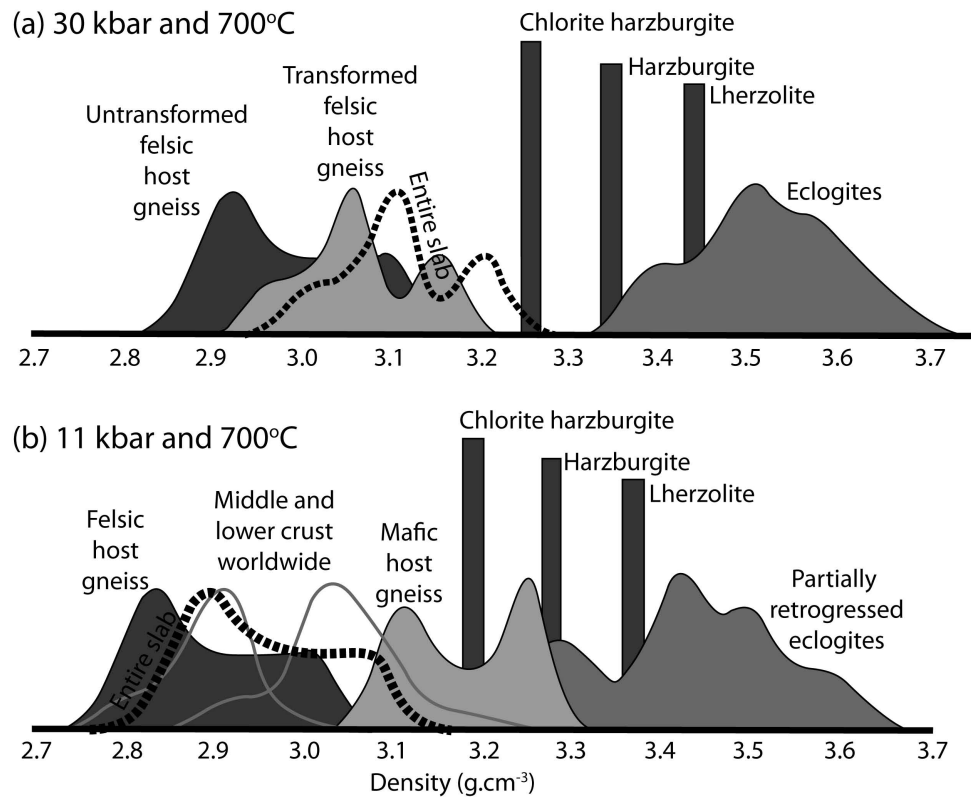 (a) 30 kbar and 700°C
Chlorite harzburgite
Harzburgite
Lherzolite
Untransformed
felsic
host
gneiss
Transformed
felsic
host
gneiss
Entire slab
Eclogites
2.7 2.8 2.9 3.0 3.1 3.2 3.3 3.4 3.5 3.6 3.7
(b) 11 kbar and 700°C
Chlorite harzburgite
Harzburgite
Lherzolite
Felsic
host
gneiss
Middle and
lower crust
worldwide
Mafic
host
gneiss
Partially
retrogressed
eclogites
Entire slab
2.7 2.8 2.9 3.0 3.1 3.2 3.3 3.4 3.5 3.6 3.7
Density (g.cm⁻³)